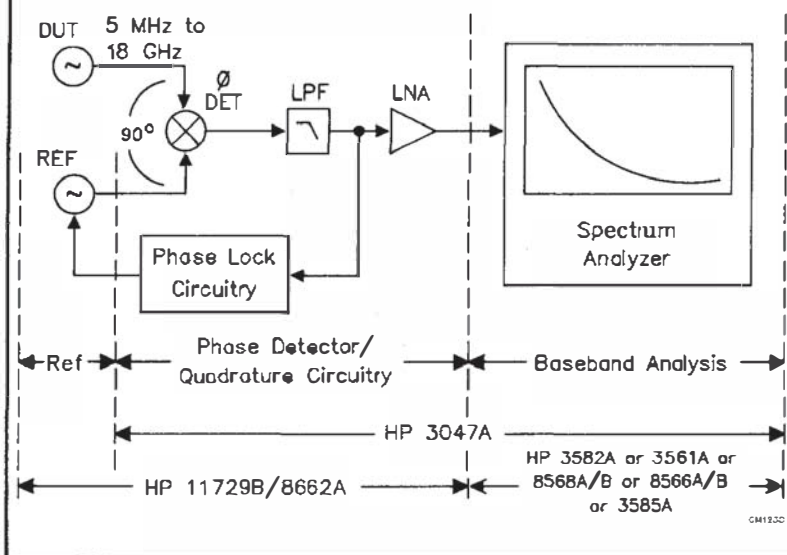 DUT
5 MHz to
18 GHz
Ø
DET
LPF
LNA
90°
REF
Phase Lock
Circuitry
Spectrum
Analyzer
Ref
Phase Detector/
Quadrature Circuitry
Baseband Analysis
HP 3047A
HP 11729B/8662A
HP 3582A or 3561A or
8568A/B or 8566A/B
or 3585A